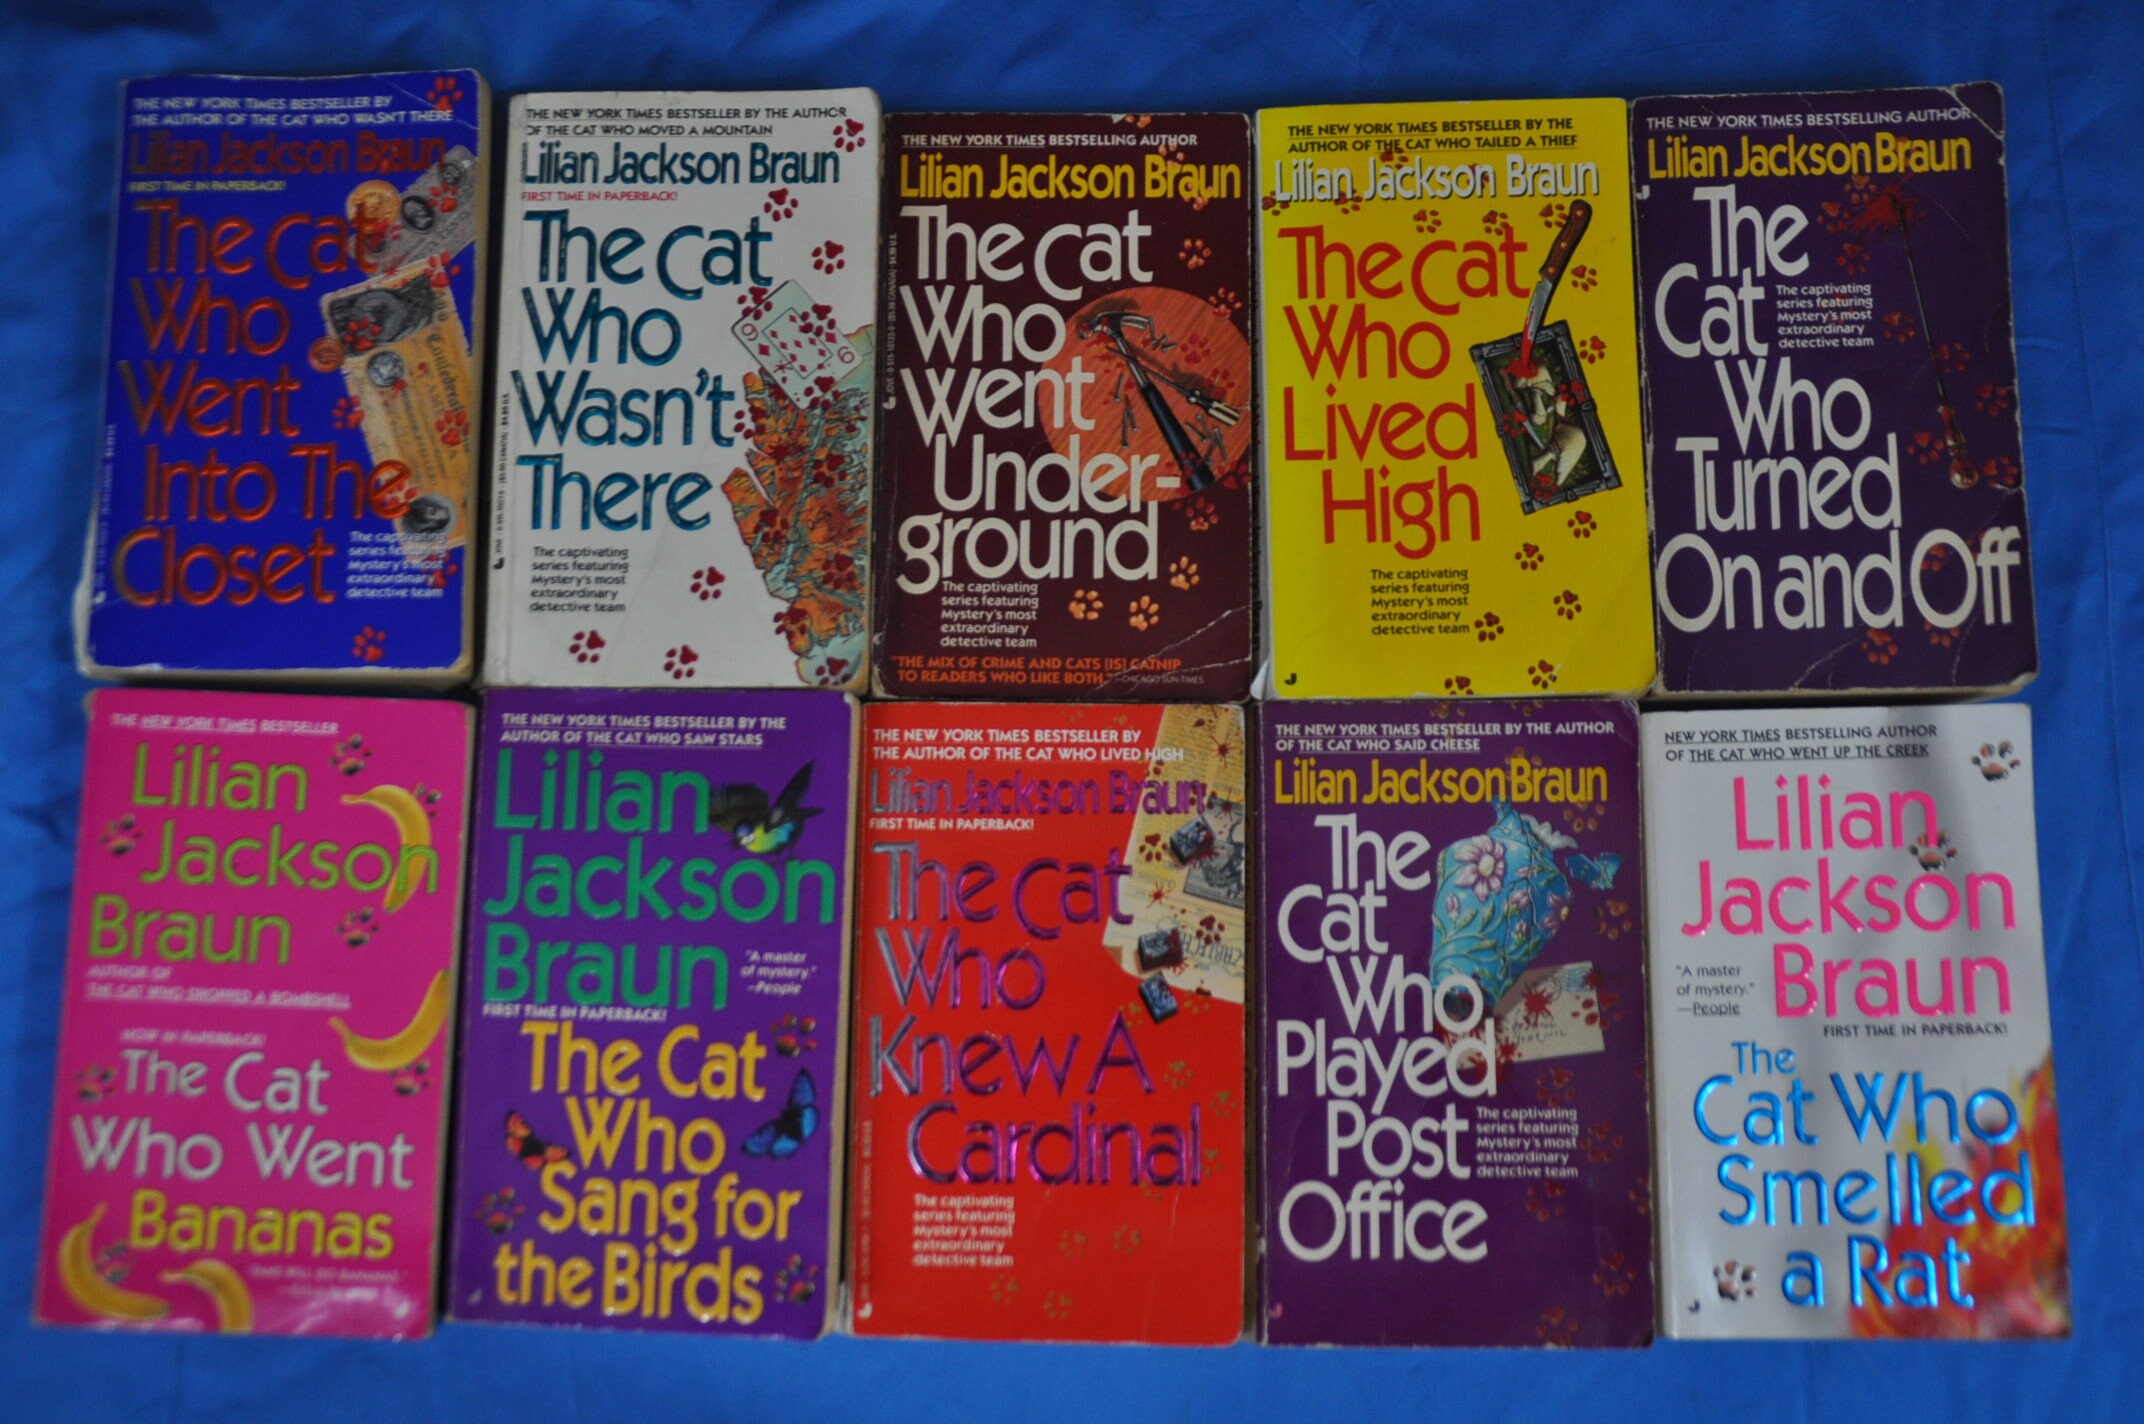 THE NEW YORK TIMES BESTSELLER BY
THE AUTHOR OF THE CAT WHO WASN'T THERE
Lilian Jackson Braun
FIRST TIME IN PAPERBACK!
The Cat
Who
Went
Into The
Closet
The captivating
series featuring
Mystery's most
extraordinary
detective team
THE NEW YORK TIMES BESTSELLER BY THE AUTHOR
OF THE CAT WHO MOVED A MOUNTAIN
Lilian Jackson Braun
FIRST TIME IN PAPERBACK!
The Cat
Who
Wasn't
There
The captivating
series featuring
Mystery's most
extraordinary
detective team
9
6
THE NEW YORK TIMES BESTSELLING AUTHOR
Lilian Jackson Braun
The Cat
Who
Went
Under-
ground
The captivating
series featuring
Mystery's most
extraordinary
detective team
"THE MIX OF CRIME AND CATS [IS] CATNIP
TO READERS WHO LIKE BOTH." —CHICAGO SUN-TIMES
THE NEW YORK TIMES BESTSELLER BY THE
AUTHOR OF THE CAT WHO TAILED A THIEF
Lilian Jackson Braun
The Cat
Who
Lived
High
The captivating
series featuring
Mystery's most
extraordinary
detective team
THE NEW YORK TIMES BESTSELLING AUTHOR
Lilian Jackson Braun
The
Cat
Who
Turned
On and Off
The captivating
series featuring
Mystery's most
extraordinary
detective team
THE NEW YORK TIMES BESTSELLER
Lilian
Jackson
Braun
AUTHOR OF
THE CAT WHO DROPPED A BOMBSHELL
NOW IN PAPERBACK!
The Cat
Who Went
Bananas
THE NEW YORK TIMES BESTSELLER BY THE
AUTHOR OF THE CAT WHO SAW STARS
Lilian
Jackson
Braun
"A master
of mystery."
—People
FIRST TIME IN PAPERBACK!
The Cat
Who
Sang for
the Birds
THE NEW YORK TIMES BESTSELLER BY
THE AUTHOR OF THE CAT WHO LIVED HIGH
Lilian Jackson Braun
FIRST TIME IN PAPERBACK!
The Cat
Who
Knew A
Cardinal
The captivating
series featuring
Mystery's most
extraordinary
detective team
THE NEW YORK TIMES BESTSELLER BY THE AUTHOR
OF THE CAT WHO SAID CHEESE
Lilian Jackson Braun
The
Cat
Who
Played
Post
Office
The captivating
series featuring
Mystery's most
extraordinary
detective team
NEW YORK TIMES BESTSELLING AUTHOR
OF THE CAT WHO WENT UP THE CREEK
Lilian
Jackson
Braun
"A master
of mystery."
—People
FIRST TIME IN PAPERBACK!
The
Cat Who
Smelled
a Rat